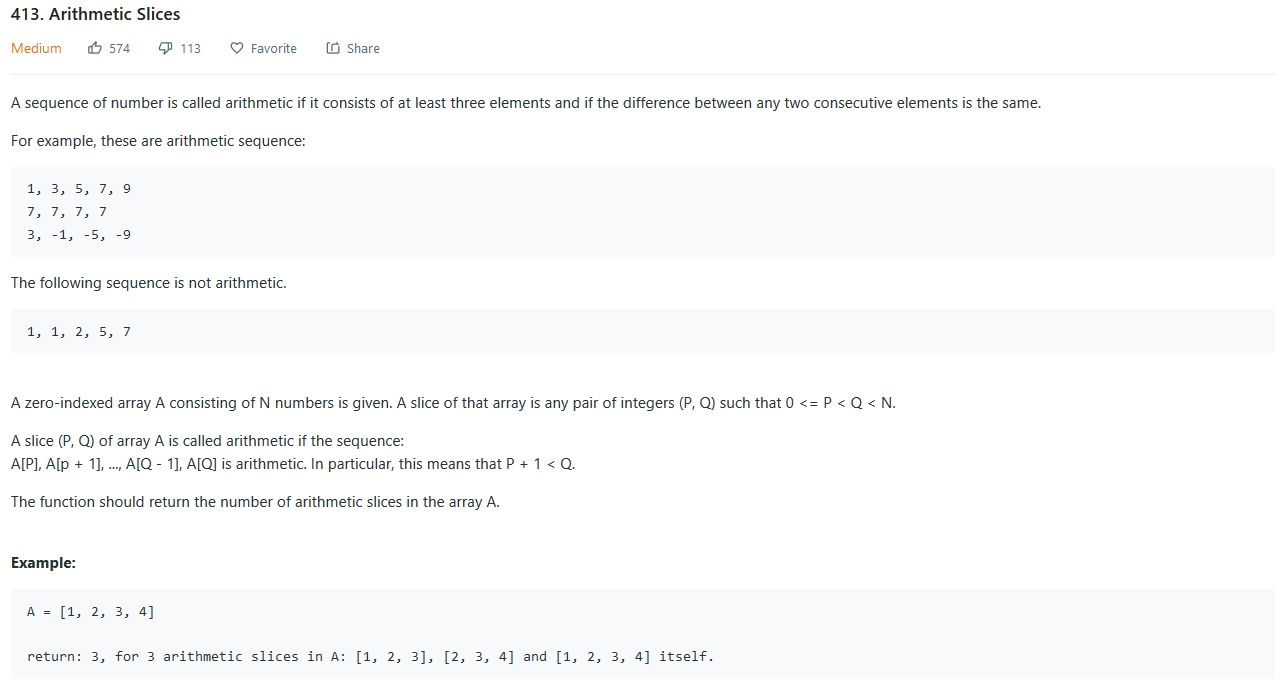 413. Arithmetic Slices
Medium 574 113 Favorite Share
A sequence of number is called arithmetic if it consists of at least three elements and if the difference between any two consecutive elements is the same.
For example, these are arithmetic sequence:
1, 3, 5, 7, 9
7, 7, 7, 7
3, -1, -5, -9
The following sequence is not arithmetic.
1, 1, 2, 5, 7
A zero-indexed array A consisting of N numbers is given. A slice of that array is any pair of integers (P, Q) such that 0 <= P < Q < N.
A slice (P, Q) of array A is called arithmetic if the sequence:
A[P], A[p + 1], ..., A[Q - 1], A[Q] is arithmetic. In particular, this means that P + 1 < Q.
The function should return the number of arithmetic slices in the array A.
Example:
A = [1, 2, 3, 4]
return: 3, for 3 arithmetic slices in A: [1, 2, 3], [2, 3, 4] and [1, 2, 3, 4] itself.